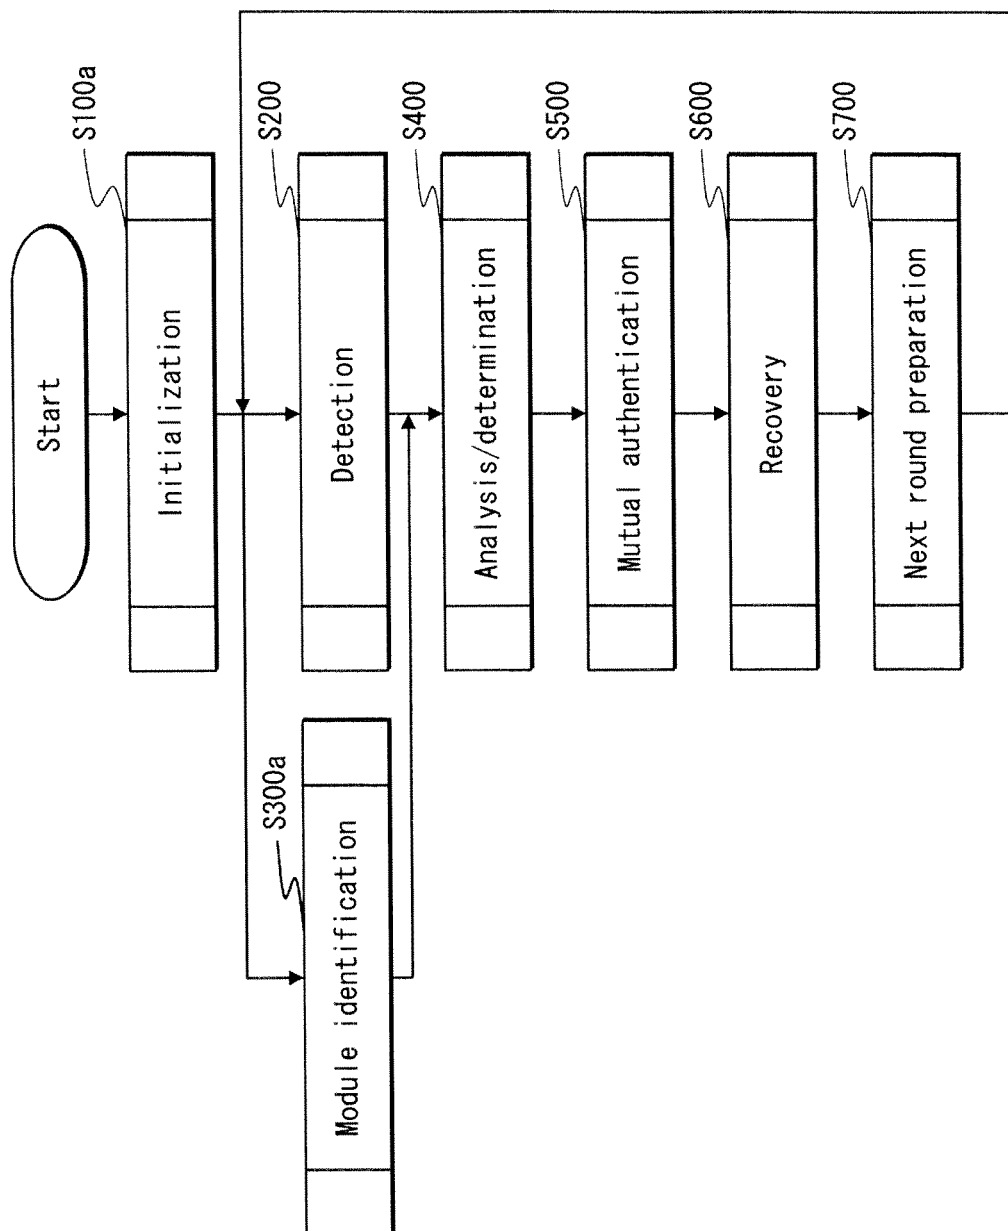 Start
S100a
Initialization
S200
Detection
S300a
Module identification
S400
Analysis/determination
S500
Mutual authentication
S600
Recovery
S700
Next round preparation